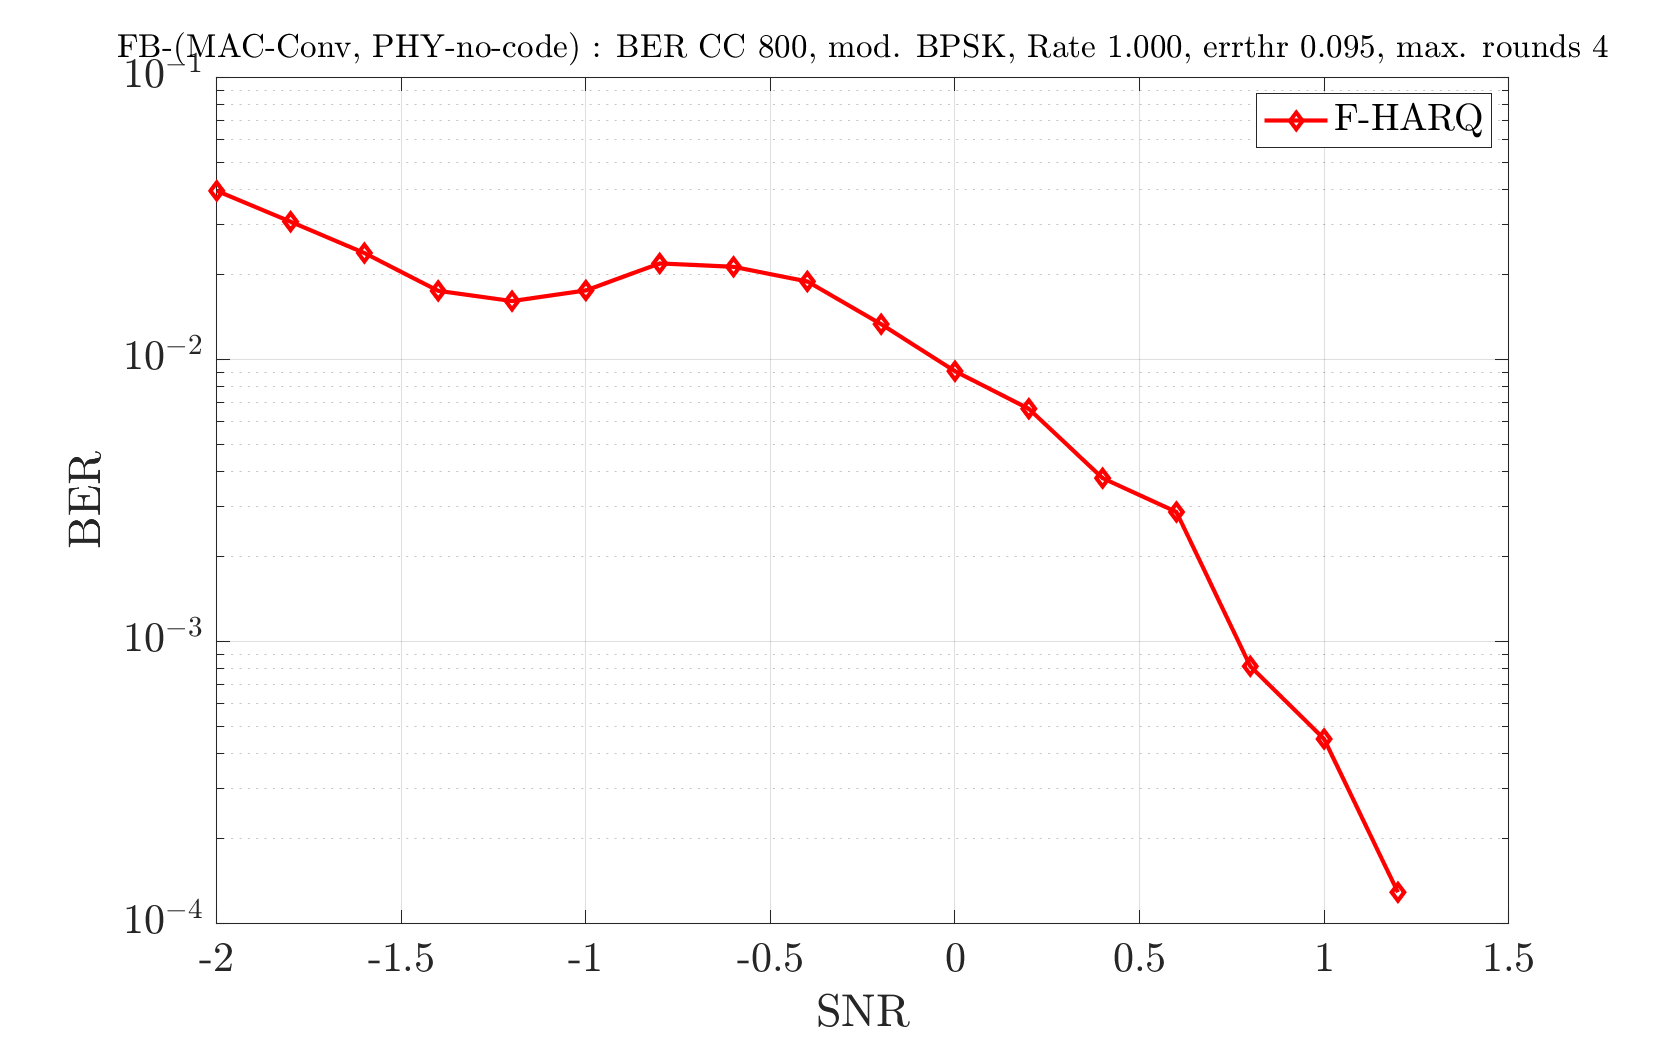 FB-(MAC-Conv, PHY-no-code) : BER CC 800, mod. BPSK, Rate 1.000, errthr 0.095, max. rounds 4
10^{-1}
F-HARQ
10^{-2}
BER
10^{-3}
10^{-4}
-2 -1.5 -1 -0.5 0 0.5 1 1.5
SNR